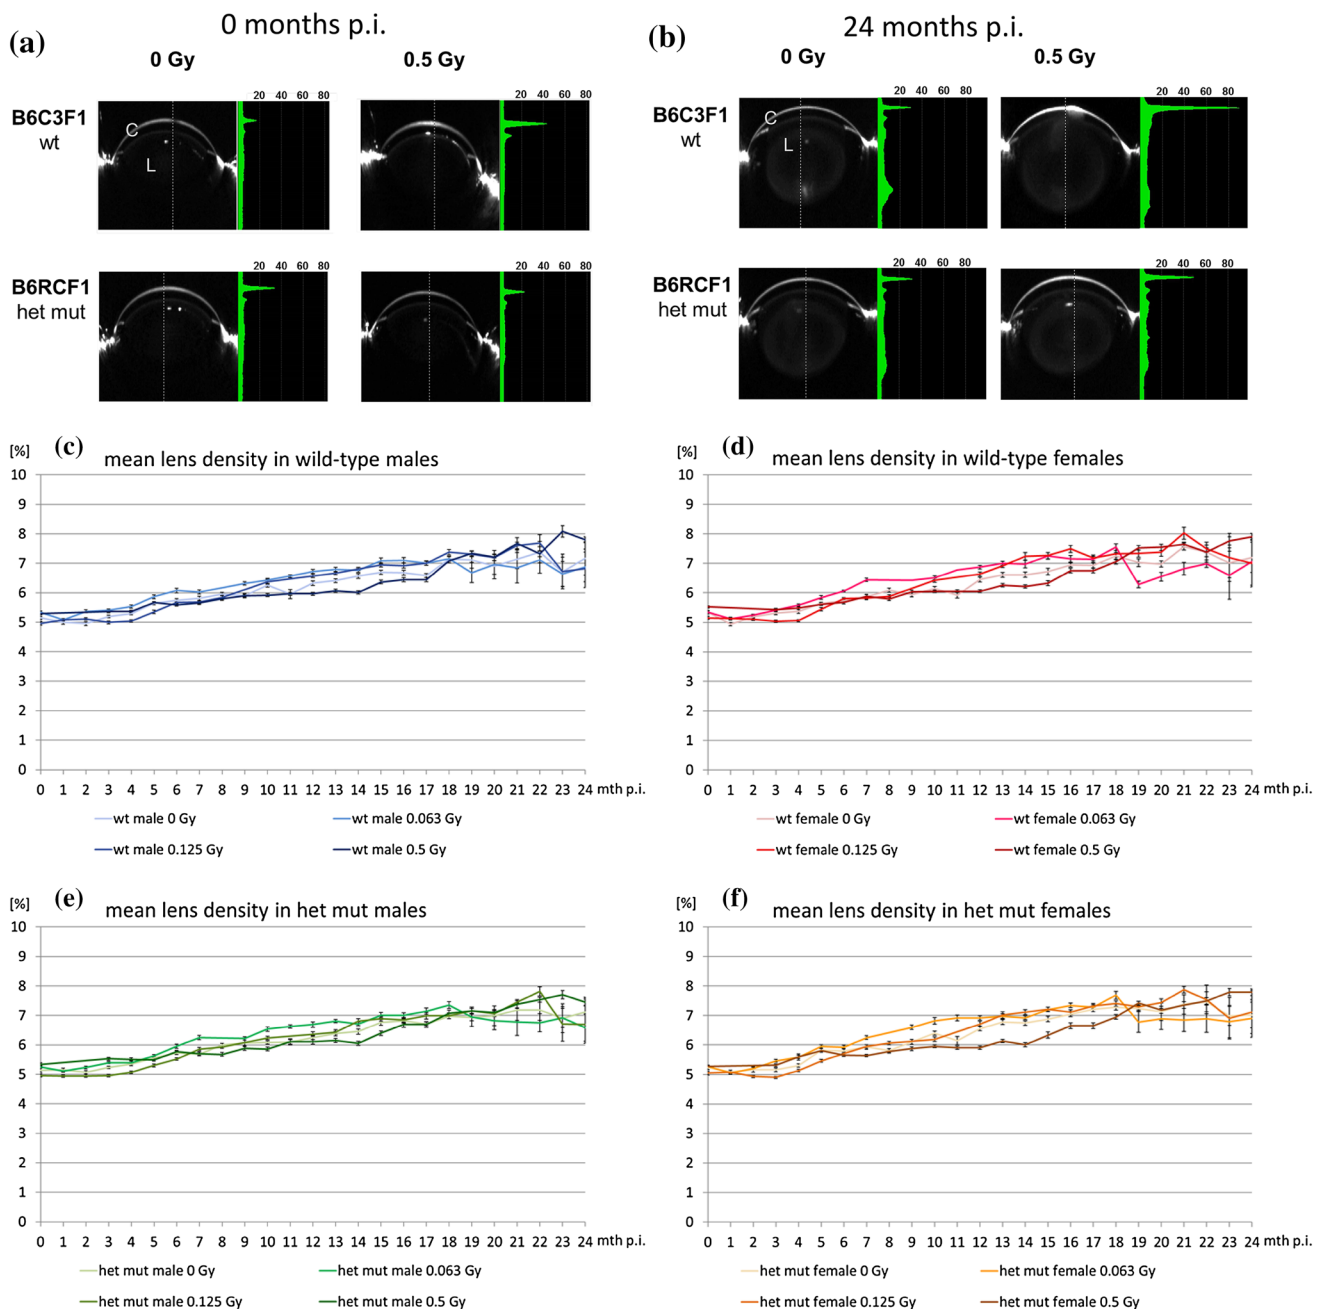 (a)
0 months p.i.
0 Gy
0.5 Gy
B6C3F1
wt
C
L
20 40 60 80
20 40 60 80
B6RCF1
het mut
20 40 60 80
20 40 60 80
(b)
24 months p.i.
0 Gy
0.5 Gy
B6C3F1
wt
C
L
20 40 60 80
20 40 60 80
B6RCF1
het mut
20 40 60 80
20 40 60 80
[%]
(c)
mean lens density in wild-type males
10
9
8
7
6
5
4
3
2
1
0
0 1 2 3 4 5 6 7 8 9 10 11 12 13 14 15 16 17 18 19 20 21 22 23 24 mth p.i.
wt male 0 Gy
wt male 0.063 Gy
wt male 0.125 Gy
wt male 0.5 Gy
[%]
(d)
mean lens density in wild-type females
10
9
8
7
6
5
4
3
2
1
0
0 1 2 3 4 5 6 7 8 9 10 11 12 13 14 15 16 17 18 19 20 21 22 23 24 mth p.i.
wt female 0 Gy
wt female 0.063 Gy
wt female 0.125 Gy
wt female 0.5 Gy
[%]
(e)
mean lens density in het mut males
10
9
8
7
6
5
4
3
2
1
0
0 1 2 3 4 5 6 7 8 9 10 11 12 13 14 15 16 17 18 19 20 21 22 23 24 mth p.i.
het mut male 0 Gy
het mut male 0.063 Gy
het mut male 0.125 Gy
het mut male 0.5 Gy
[%]
(f)
mean lens density in het mut females
10
9
8
7
6
5
4
3
2
1
0
0 1 2 3 4 5 6 7 8 9 10 11 12 13 14 15 16 17 18 19 20 21 22 23 24 mth p.i.
het mut female 0 Gy
het mut female 0.063 Gy
het mut female 0.125 Gy
het mut female 0.5 Gy